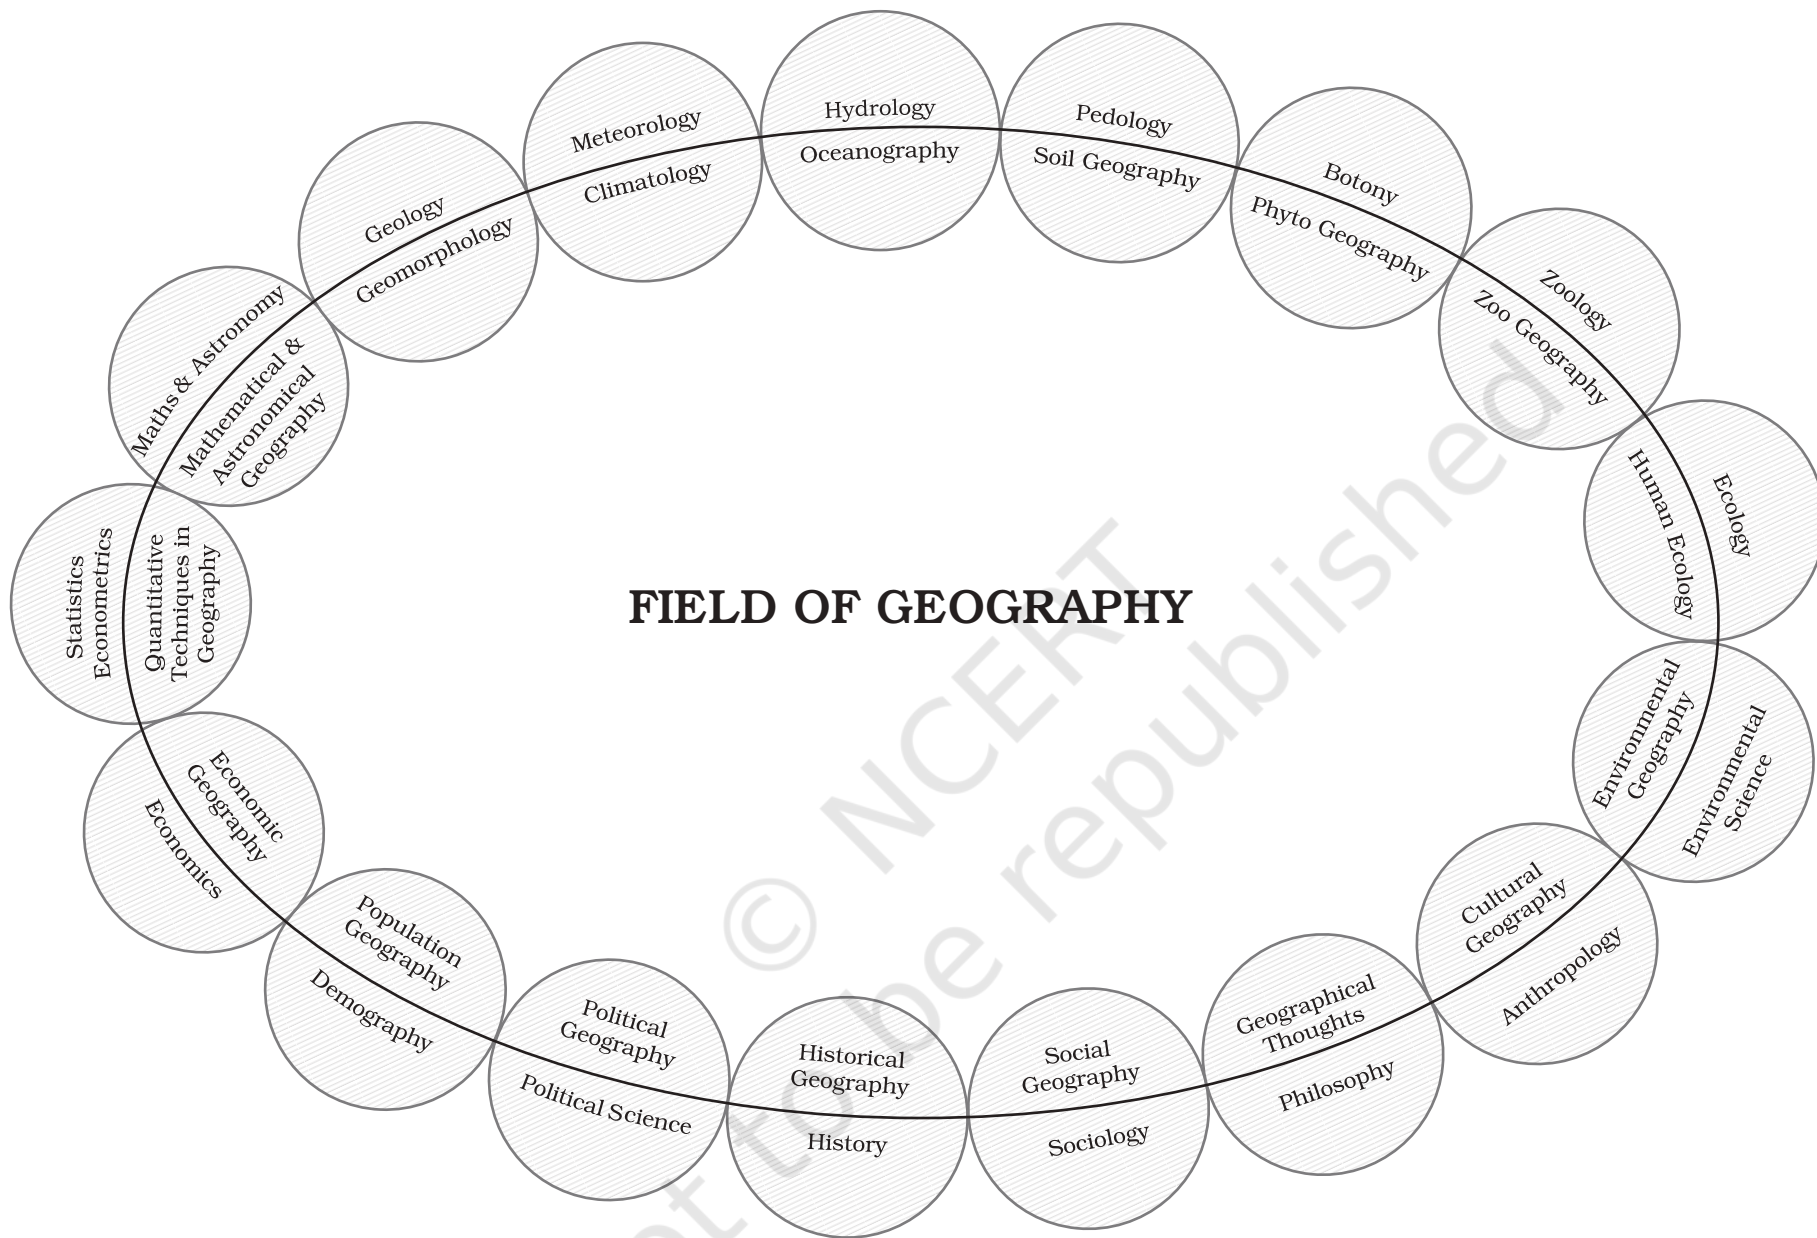 Hydrology
Oceanography
Pedology
Soil Geography
Botony
Phyto Geography
Zoology
Zoo Geography
Ecology
Human Ecology
Environmental
Geography
Environmental
Science
Cultural
Geography
Anthropology
Geographical
Thoughts
Philosophy
Social
Geography
Sociology
Historical
Geography
History
Political
Geography
Political Science
Population
Geography
Demography
Economic
Geography
Economics
Statistics
Econometrics
Quantitative
Techniques in
Geography
Maths & Astronomy
Mathematical &
Astronomical
Geography
Geology
Geomorphology
Meteorology
Climatology
FIELD OF GEOGRAPHY
© NCERT
to be republished